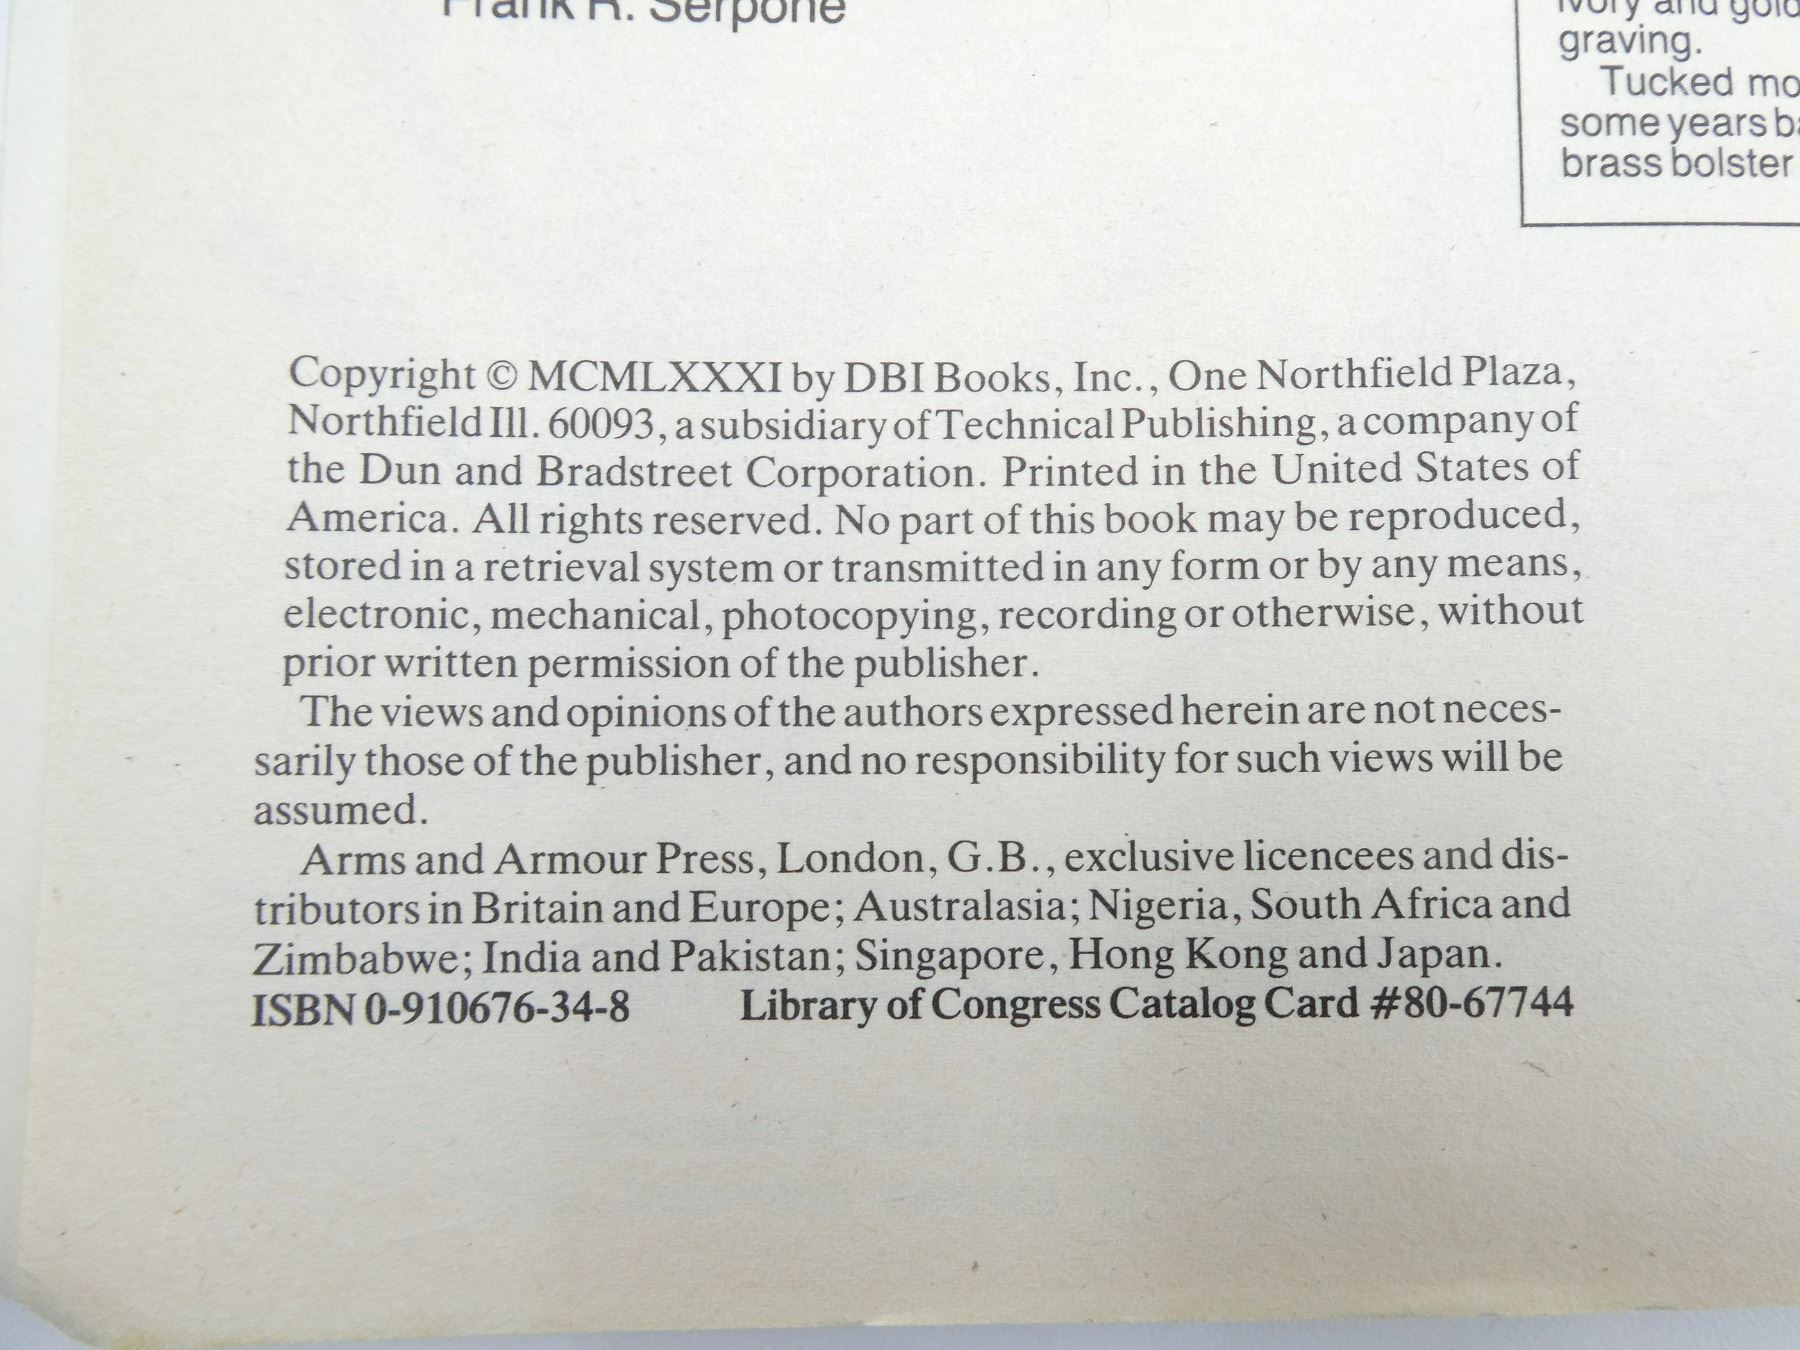 Frank R. Serpone
ivory and gold
graving.
Tucked mo
some years ba
brass bolster
Copyright © MCMLXXXI by DBI Books, Inc., One Northfield Plaza,
Northfield Ill. 60093, a subsidiary of Technical Publishing, a company of
the Dun and Bradstreet Corporation. Printed in the United States of
America. All rights reserved. No part of this book may be reproduced,
stored in a retrieval system or transmitted in any form or by any means,
electronic, mechanical, photocopying, recording or otherwise, without
prior written permission of the publisher.
The views and opinions of the authors expressed herein are not neces-
sarily those of the publisher, and no responsibility for such views will be
assumed.
Arms and Armour Press, London, G.B., exclusive licencees and dis-
tributors in Britain and Europe; Australasia; Nigeria, South Africa and
Zimbabwe; India and Pakistan; Singapore, Hong Kong and Japan.
ISBN 0-910676-34-8 Library of Congress Catalog Card #80-67744